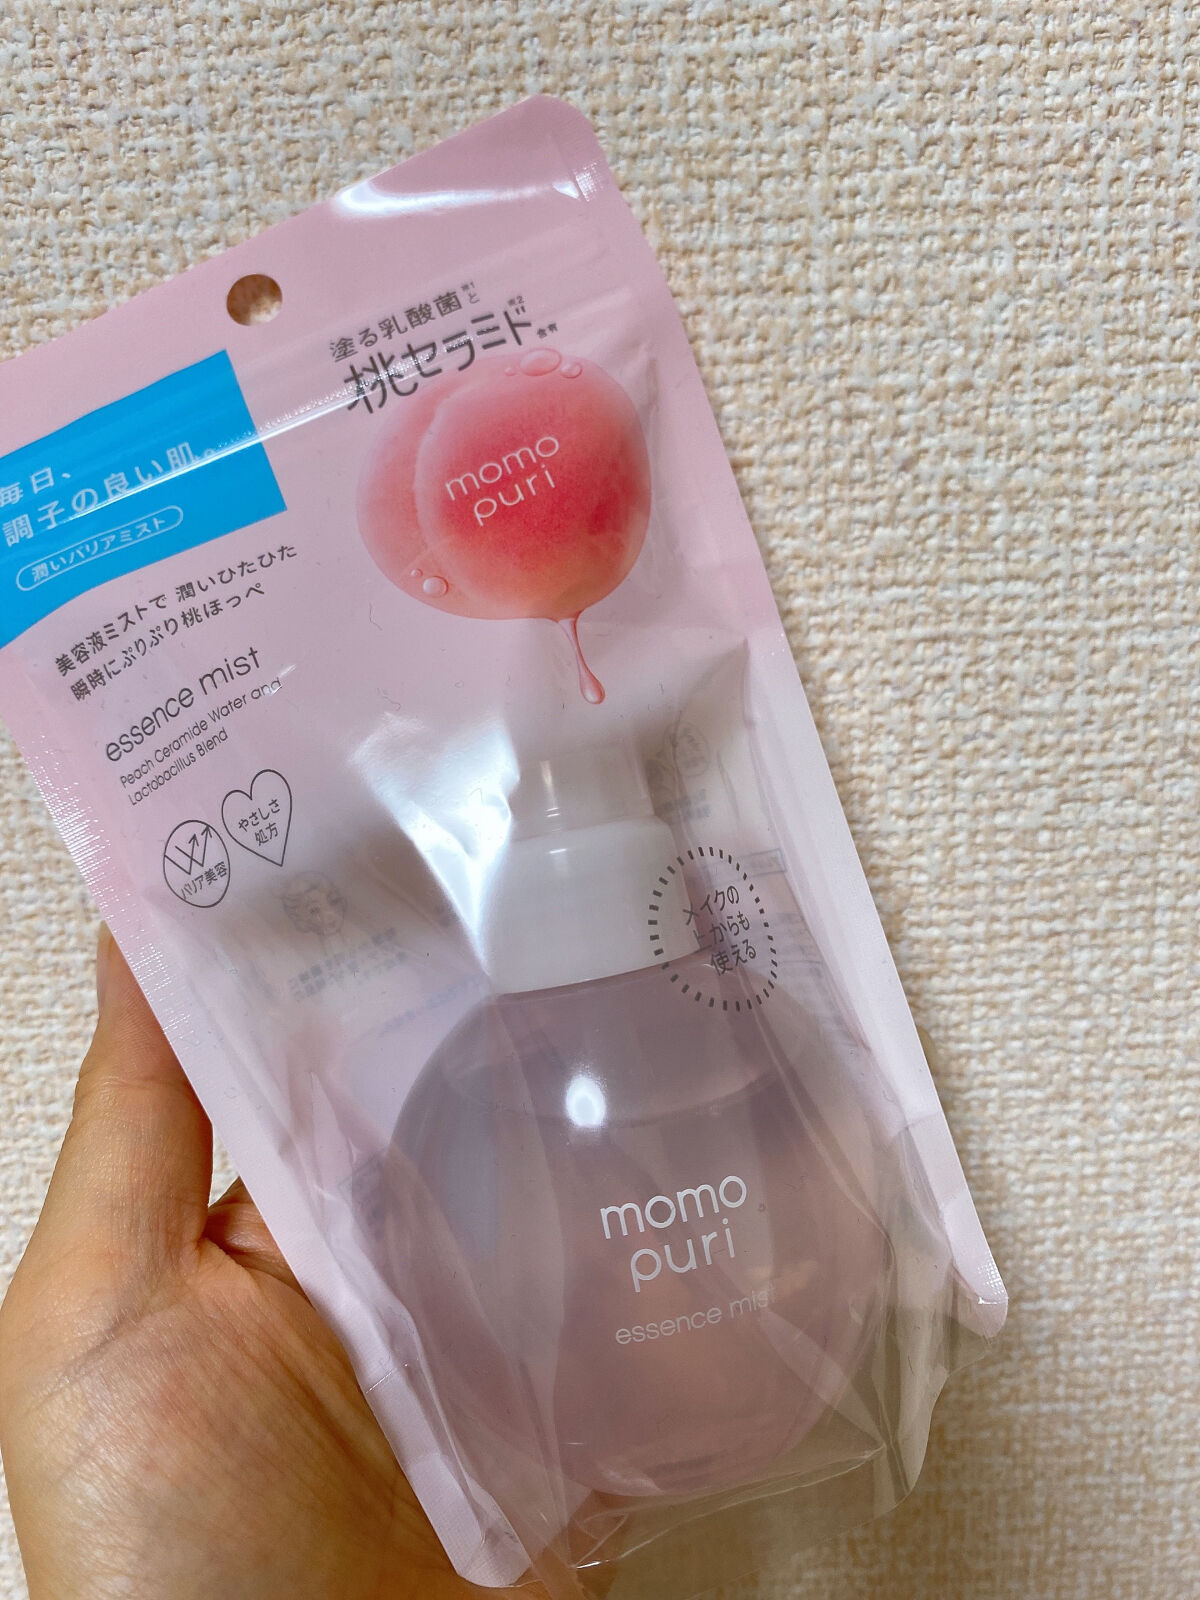 塗る乳酸菌※1と
桃セラミド※2含有
momo
puri
毎日、
調子の良い肌。
潤いバリアミスト
美容液ミストで 潤いひたひた
瞬時にぷりぷり桃ほっぺ
essence mist
Peach Ceramide Water and
Lactobacillus Blend
バリア美容
やさしさ
処方
メイクの
上からも
使える
momo
puri
essence mist